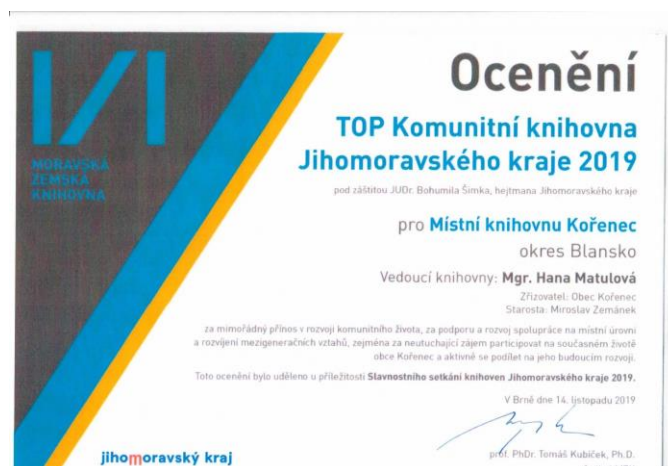 Ocenění
TOP Komunitní knihovna
Jihomoravského kraje 2019
pod záštitou JUDr. Bohumila Šimka, hejtmana Jihomoravského kraje
pro Místní knihovnu Kořenec
okres Blansko
Vedoucí knihovny: Mgr. Hana Matulová
Zřizovatel: Obec Kořenec
Starosta: Miroslav Zemánek
za mimořádný přínos v rozvoji komunitního života, za podporu a rozvoj spolupráce na místní úrovni
a rozvíjení mezigeneračních vztahů, zejména za neutuchající zájem participovat na současném životě
obce Kořenec a aktivně se podílet na jeho budoucím rozvoji.
Toto ocenění bylo uděleno u příležitosti Slavnostního setkání knihoven Jihomoravského kraje 2019.
V Brně dne 14. listopadu 2019
prof. PhDr. Tomáš Kubíček, Ph.D.
MORAVSKÁ
ZEMSKÁ
KNIHOVNA
jihomoravský kraj